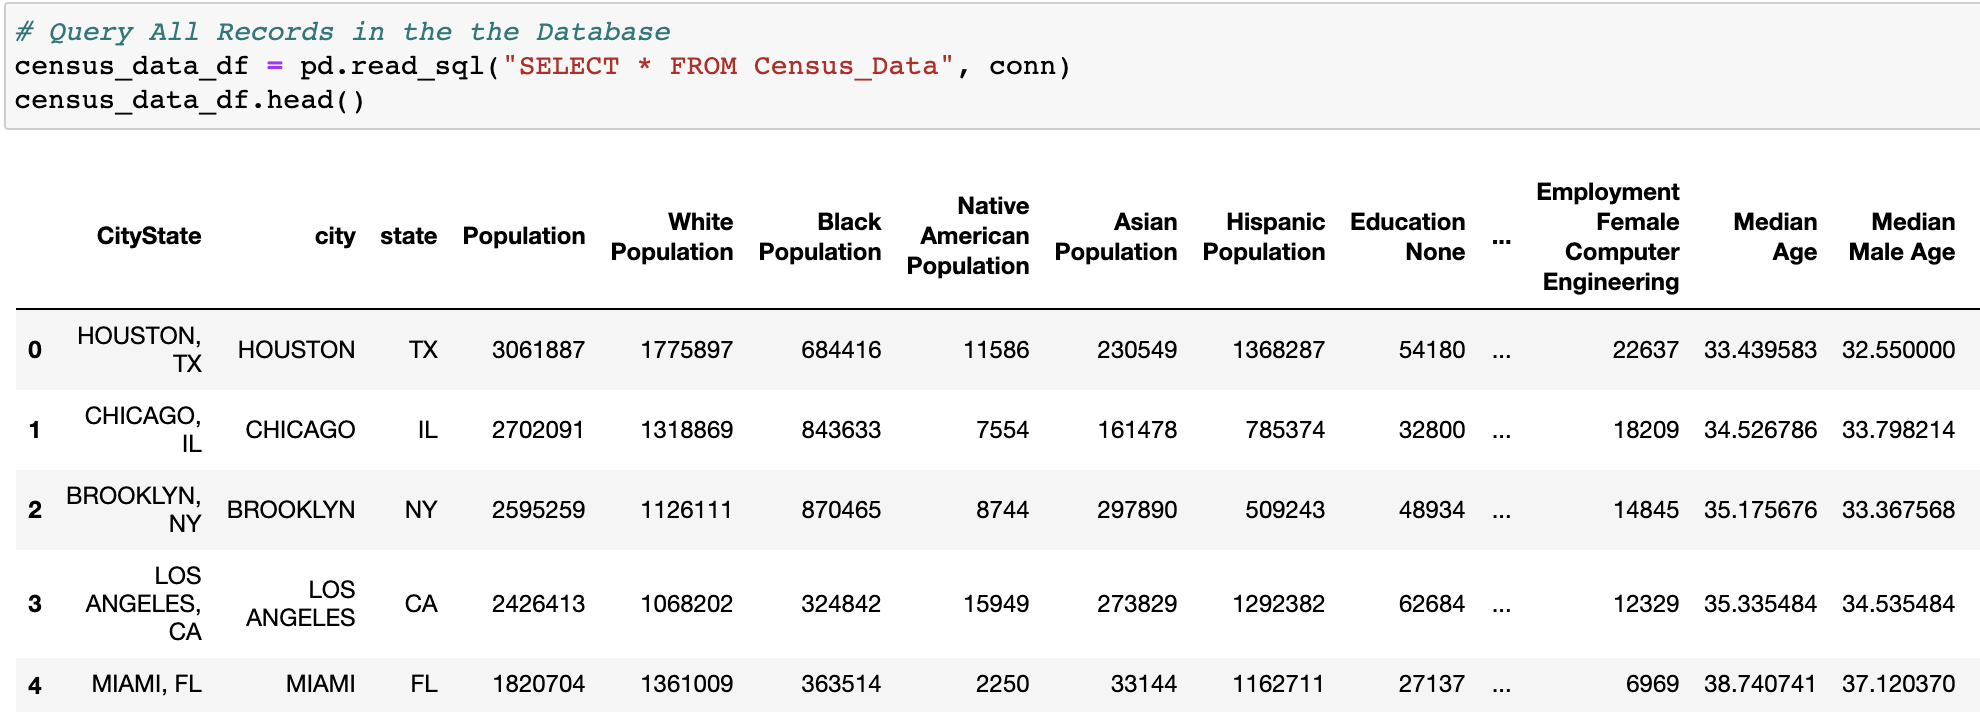 # Query All Records in the the Database
census_data_df = pd.read_sql("SELECT * FROM Census_Data", conn)
census_data_df.head()
CityState city state Population White Population Black Population Native American Population Asian Population Hispanic Population Education None ... Employment Female Computer Engineering Median Age Median Male Age
0 HOUSTON, TX HOUSTON TX 3061887 1775897 684416 11586 230549 1368287 54180 ... 22637 33.439583 32.550000
1 CHICAGO, IL CHICAGO IL 2702091 1318869 843633 7554 161478 785374 32800 ... 18209 34.526786 33.798214
2 BROOKLYN, NY BROOKLYN NY 2595259 1126111 870465 8744 297890 509243 48934 ... 14845 35.175676 33.367568
3 LOS ANGELES, CA LOS ANGELES CA 2426413 1068202 324842 15949 273829 1292382 62684 ... 12329 35.335484 34.535484
4 MIAMI, FL MIAMI FL 1820704 1361009 363514 2250 33144 1162711 27137 ... 6969 38.740741 37.120370